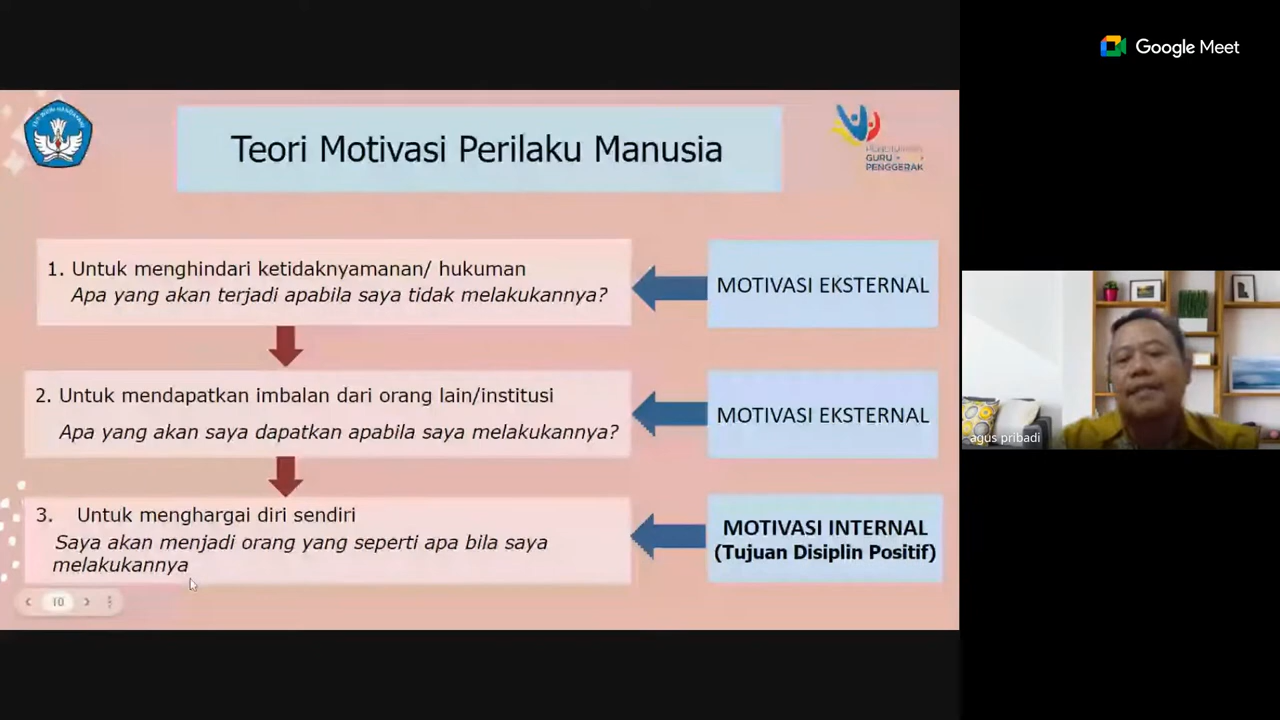 Google Meet
TUT WURI HANDAYANI
Teori Motivasi Perilaku Manusia
GURU
PENGGERAK
1. Untuk menghindari ketidaknyamanan/ hukuman
Apa yang akan terjadi apabila saya tidak melakukannya?
MOTIVASI EKSTERNAL
2. Untuk mendapatkan imbalan dari orang lain/institusi
Apa yang akan saya dapatkan apabila saya melakukannya?
MOTIVASI EKSTERNAL
3. Untuk menghargai diri sendiri
Saya akan menjadi orang yang seperti apa bila saya
melakukannya
MOTIVASI INTERNAL
(Tujuan Disiplin Positif)
10
agus pribadi